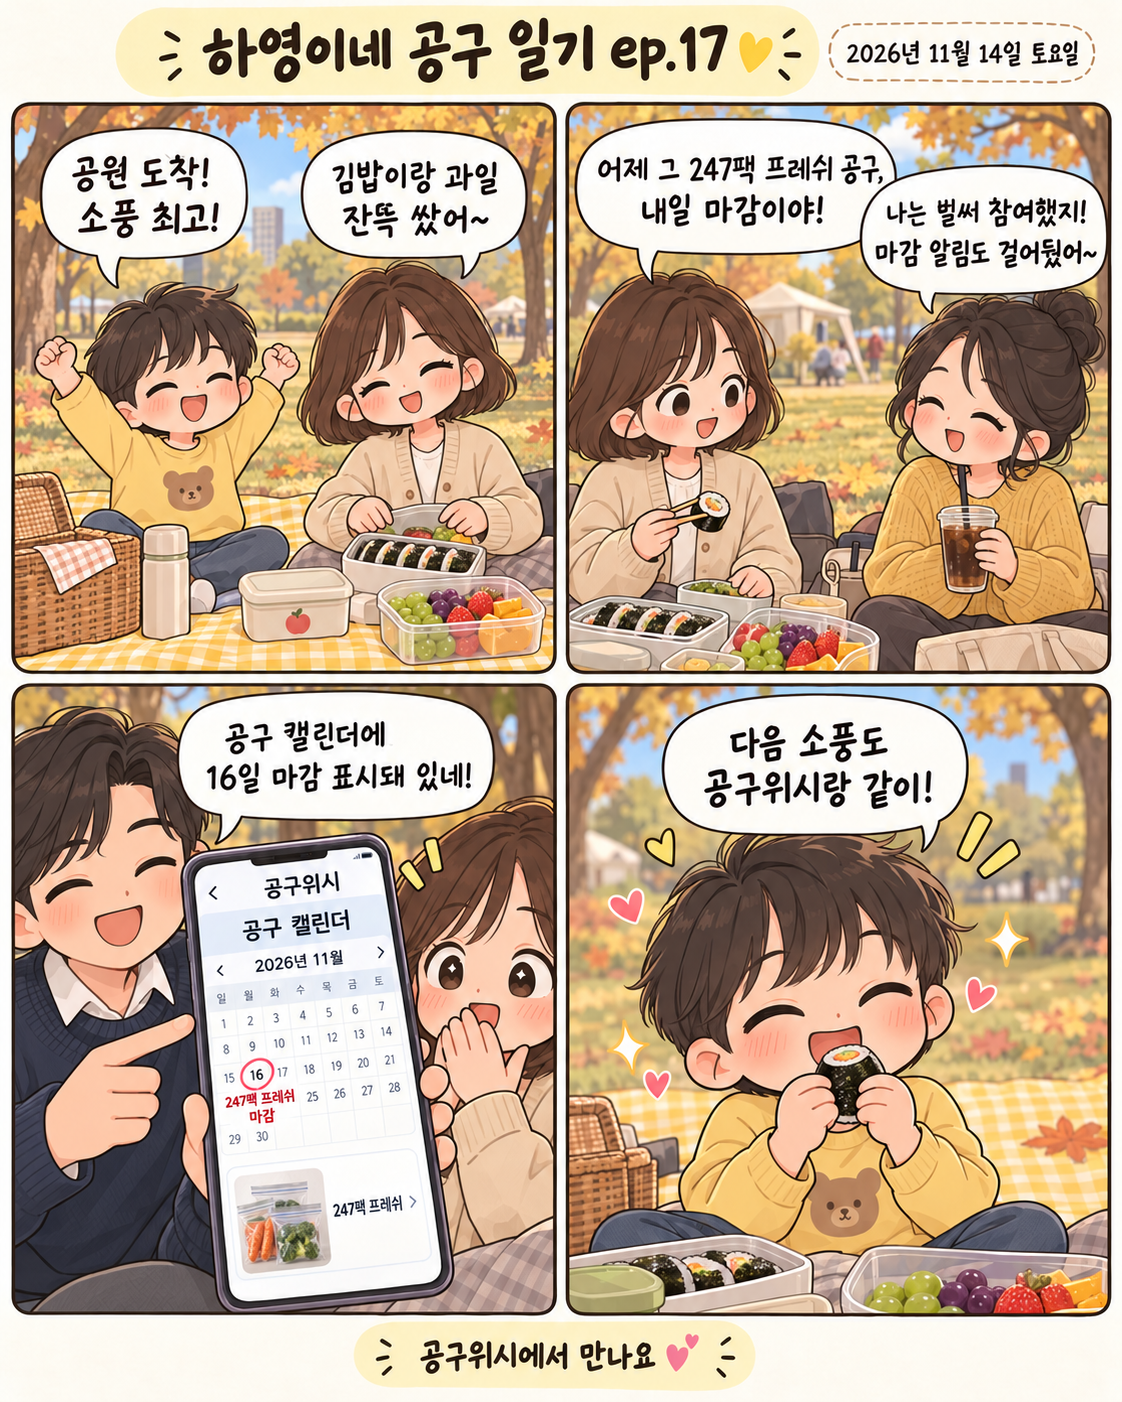 하영이네 공구 일기 ep.17
2026년 11월 14일 토요일
공원 도착!
소풍 최고!
김밥이랑 과일
잔뜩 쌌어~
어제 그 247팩 프레쉬 공구,
내일 마감이야!
나는 벌써 참여했지!
마감 알림도 걸어뒀어~
공구 캘린더에
16일 마감 표시돼 있네!
공구위시
공구 캘린더
2026년 11월
일 월 화 수 목 금 토
1 2 3 4 5 6 7
8 9 10 11 12 13 14
15 16 17 18 19 20 21
247팩 프레쉬 25 26 27 28
마감
29 30
247팩 프레쉬
다음 소풍도
공구위시랑 같이!
공구위시에서 만나요